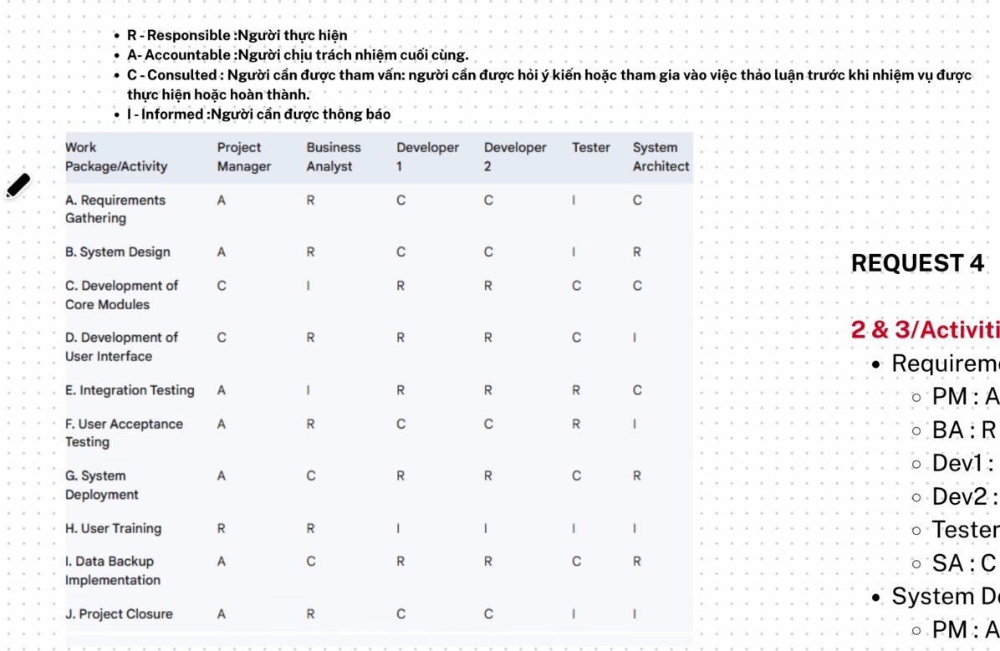 • R - Responsible :Người thực hiện
• A- Accountable :Người chịu trách nhiệm cuối cùng.
• C - Consulted : Người cần được tham vấn: người cần được hỏi ý kiến hoặc tham gia vào việc thảo luận trước khi nhiệm vụ được
thực hiện hoặc hoàn thành.
• I - Informed :Người cần được thông báo
Work Package/Activity Project Manager Business Analyst Developer 1 Developer 2 Tester System Architect
A. Requirements Gathering A R C C I C
B. System Design A R C C I R
C. Development of Core Modules C I R R C C
D. Development of User Interface C R R R C I
E. Integration Testing A I R R R C
F. User Acceptance Testing A R C C R I
G. System Deployment A C R R C R
H. User Training R R I I I I
I. Data Backup Implementation A C R R C R
J. Project Closure A R C C I I
REQUEST 4
2 & 3/Activiti
• Requireme
○ PM : A
○ BA : R
○ Dev1 :
○ Dev2 :
○ Tester
○ SA : C
• System De
○ PM : A